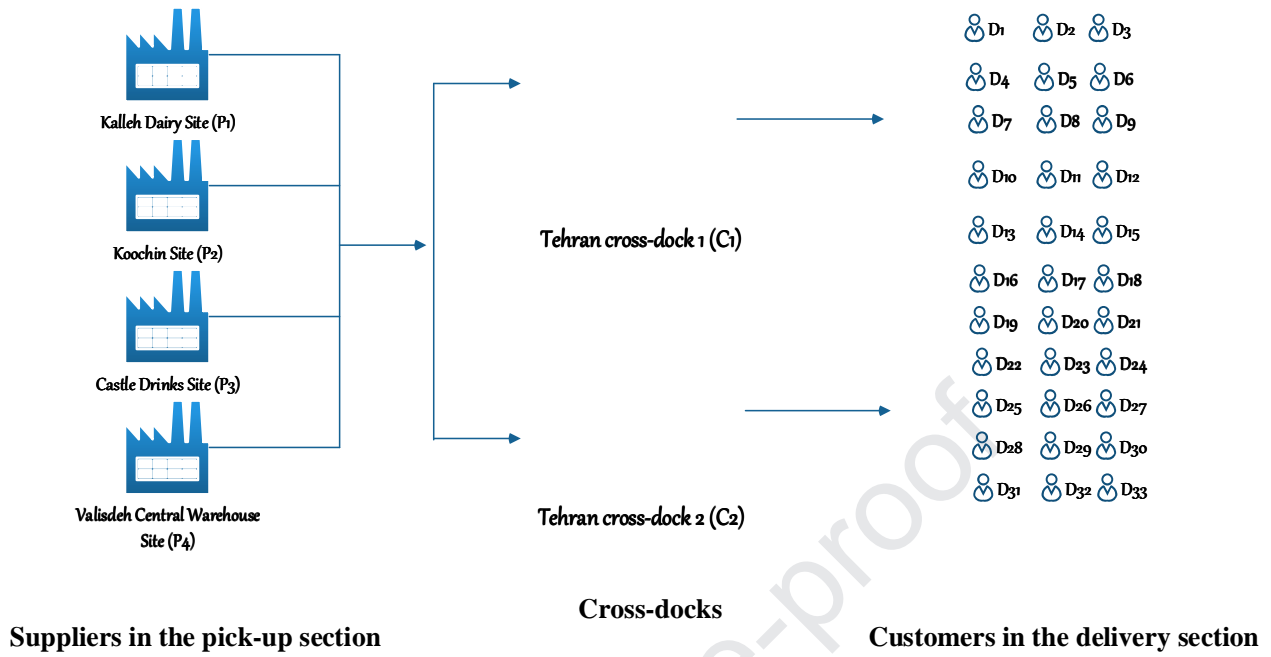 Kalleh Dairy Site (P1)
Koochin Site (P2)
Castle Drinks Site (P3)
Valisdeh Central Warehouse
Site (P4)
Suppliers in the pick-up section
Tehran cross-dock 1 (C1)
Tehran cross-dock 2 (C2)
Cross-docks
D1 D2 D3
D4 D5 D6
D7 D8 D9
D10 D11 D12
D13 D14 D15
D16 D17 D18
D19 D20 D21
D22 D23 D24
D25 D26 D27
D28 D29 D30
D31 D32 D33
Customers in the delivery section
e-proof